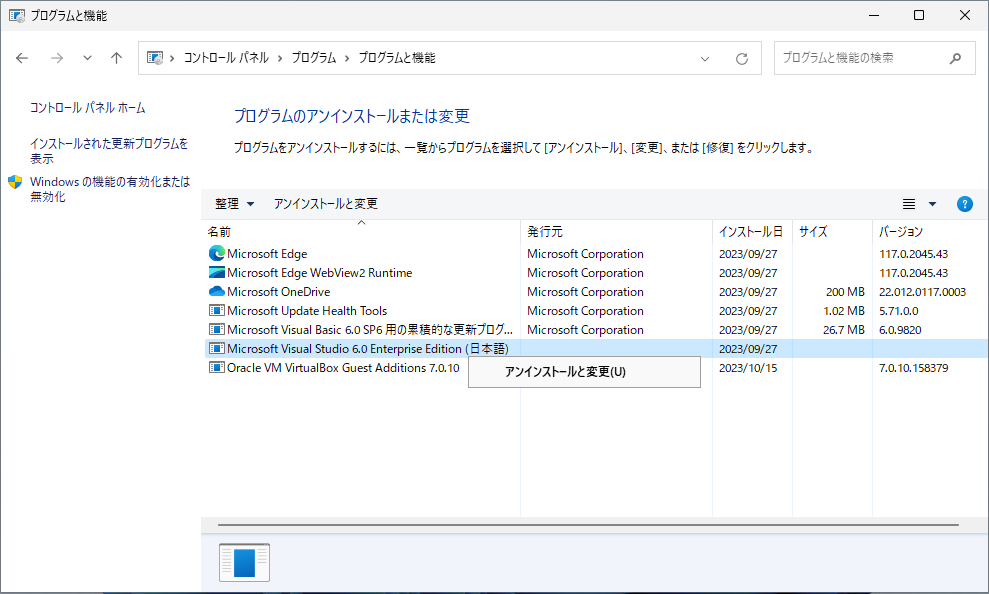 プログラムと機能
コントロール パネル › プログラム › プログラムと機能
プログラムと機能の検索
コントロール パネル ホーム
インストールされた更新プログラムを
表示
Windows の機能の有効化または
無効化
プログラムのアンインストールまたは変更
プログラムをアンインストールするには、一覧からプログラムを選択して [アンインストール]、[変更]、または [修復] をクリックします。
整理 アンインストールと変更
名前 発行元 インストール日 サイズ バージョン
Microsoft Edge Microsoft Corporation 2023/09/27 117.0.2045.43
Microsoft Edge WebView2 Runtime Microsoft Corporation 2023/09/27 117.0.2045.43
Microsoft OneDrive Microsoft Corporation 2023/09/27 200 MB 22.012.0117.0003
Microsoft Update Health Tools Microsoft Corporation 2023/09/27 1.02 MB 5.71.0.0
Microsoft Visual Basic 6.0 SP6 用の累積的な更新プログ... Microsoft Corporation 2023/09/27 26.7 MB 6.0.9820
Microsoft Visual Studio 6.0 Enterprise Edition (日本語) 2023/09/27
Oracle VM VirtualBox Guest Additions 7.0.10 2023/10/15 7.0.10.158379
アンインストールと変更(U)